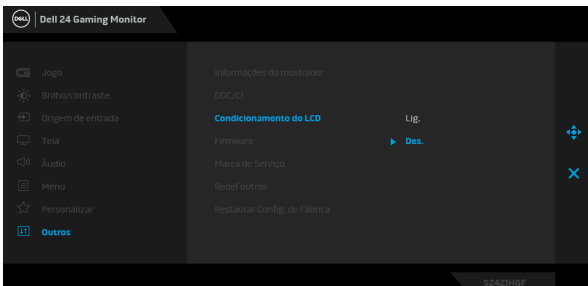 DELL Dell 24 Gaming Monitor
Jogo
Brilho/contraste
Origem de entrada
Tela
Áudio
Menu
Personalizar
Outros
Informações do mostrador
DDC/CI
Condicionamento do LCD Lig.
Firmware Des.
Marca de Serviço
Redef outros
Restaurar Config. de Fábrica
S2421HGF